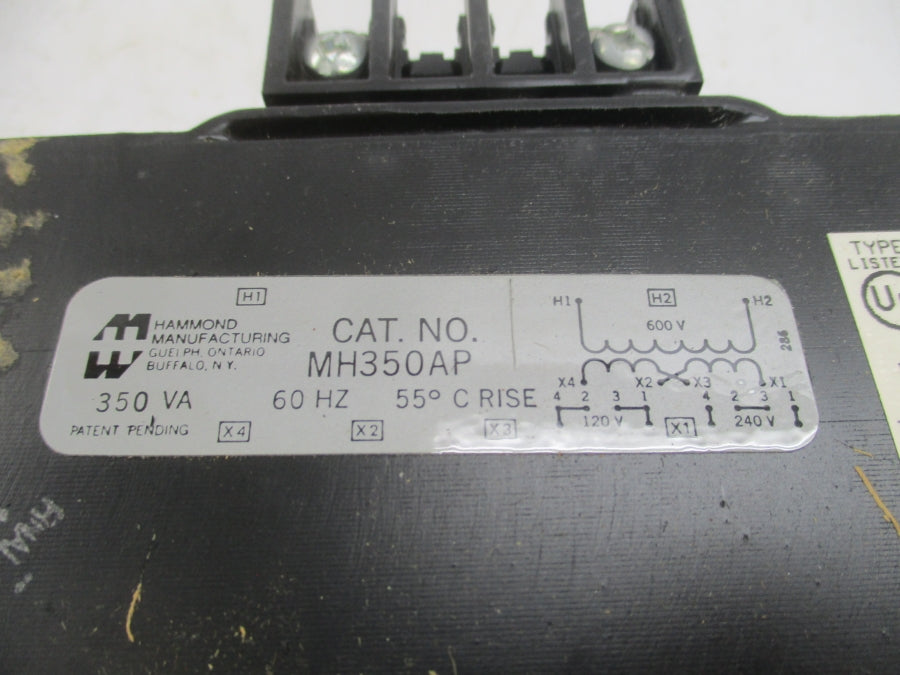 H1
HAMMOND
MANUFACTURING
GUELPH, ONTARIO
BUFFALO, N.Y.
CAT. NO.
MH350AP
350 VA 60 HZ 55° C RISE
PATENT PENDING X4 X2 X3 X1
H1 H2 H2
600 V
286
X4 X2 X3 X1
4 2 3 1 4 2 3 1
120 V 240 V
TYPE
LISTE
U
MH